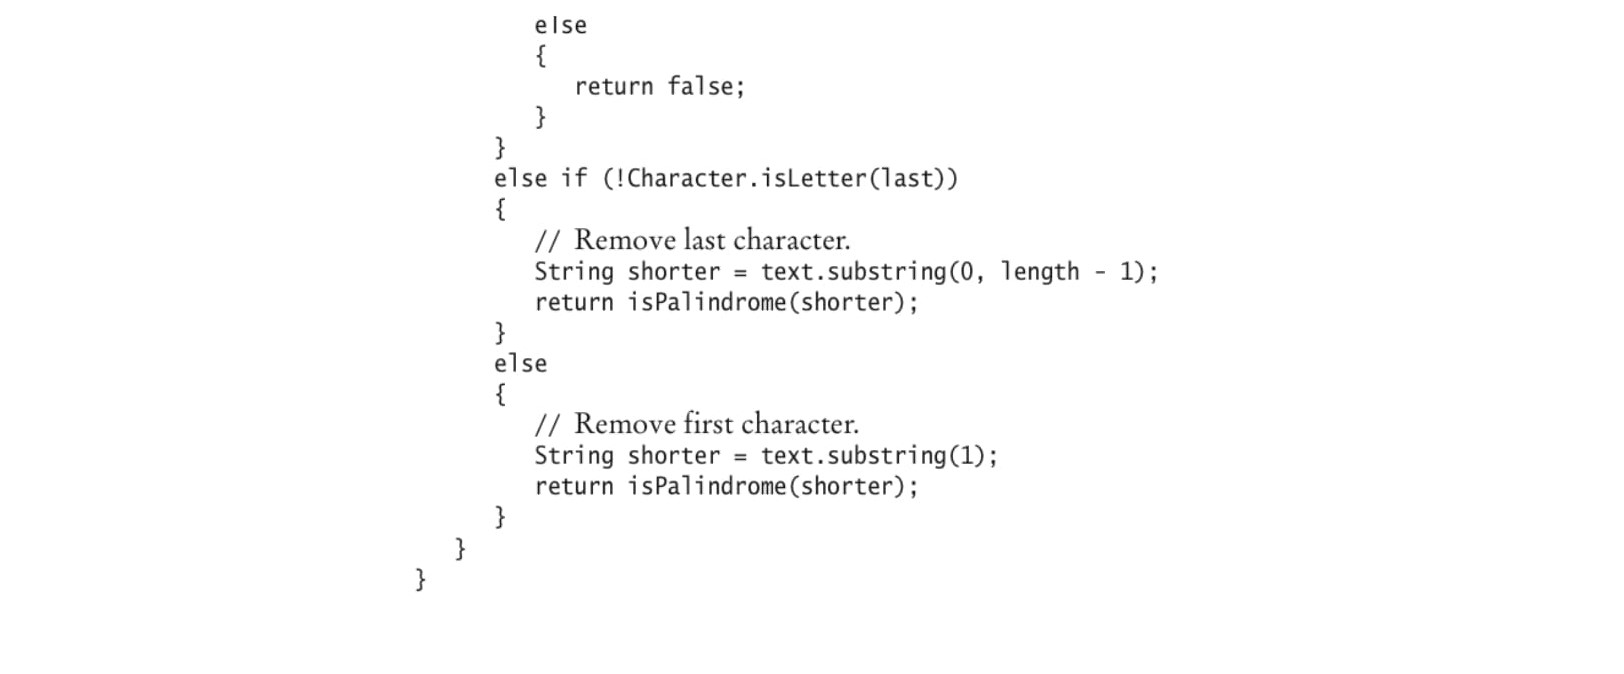 else
{
return false;
}
}
else if (!Character.isLetter(last))
{
// Remove last character.
String shorter = text.substring(0, length - 1);
return isPalindrome(shorter);
}
else
{
// Remove first character.
String shorter = text.substring(1);
return isPalindrome(shorter);
}
}
}